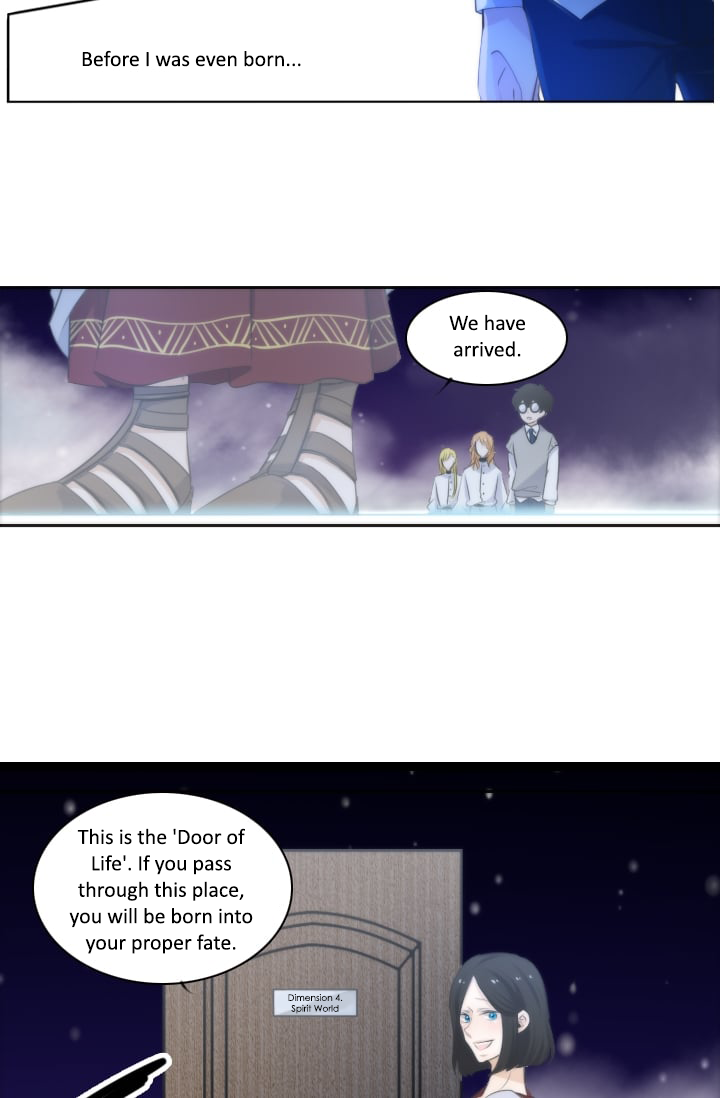 Before I was even born...
We have
arrived.
This is the 'Door of
Life'. If you pass
through this place,
you will be born into
your proper fate.
Dimension 4.
Spirit World